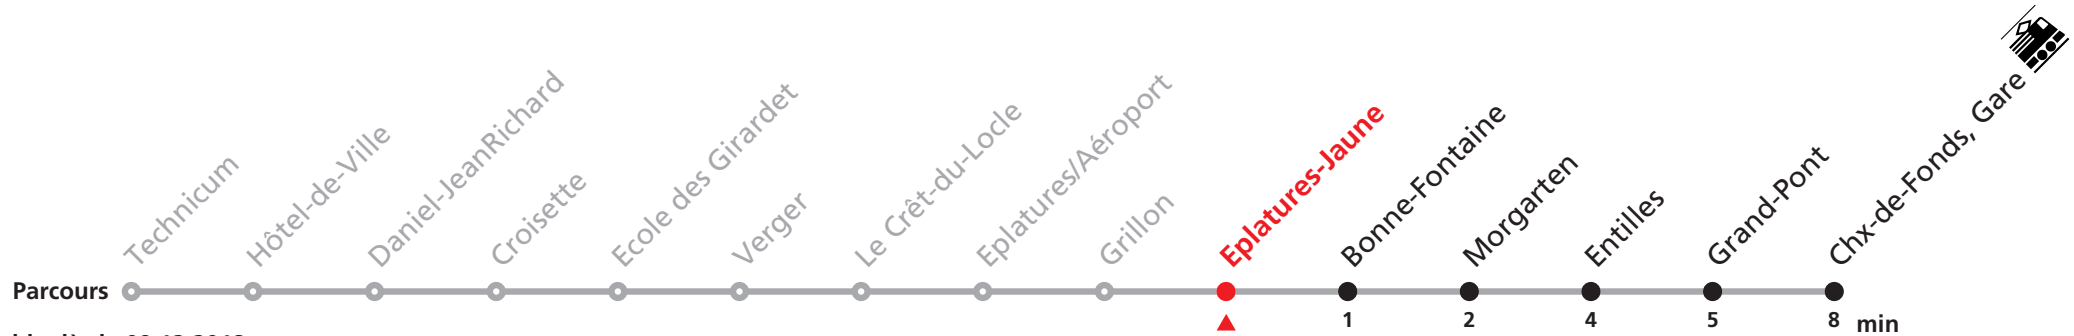 Technicum
Hôtel-de-Ville
Daniel-JeanRichard
Croisette
Ecole des Girardet
Verger
Le Crêt-du-Locle
Eplatures/Aéroport
Grillon
Eplatures-Jaune
Bonne-Fontaine
Morgarten
Entilles
Grand-Pont
Chx-de-Fonds, Gare
Parcours
1 2 4 5 8 min